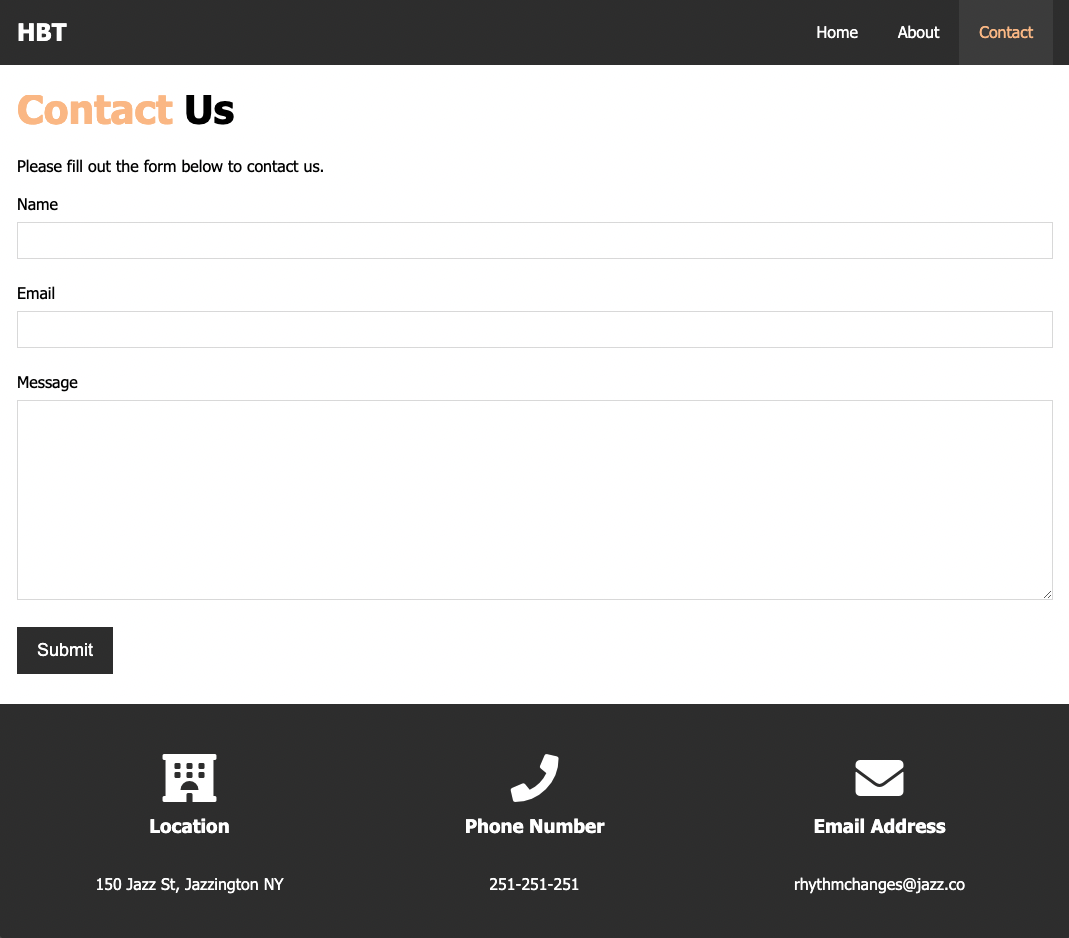 HBT Home About Contact
Contact Us
Please fill out the form below to contact us.
Name
Email
Message
Submit
Location Phone Number Email Address
150 Jazz St, Jazzington NY 251-251-251 rhythmchanges@jazz.co